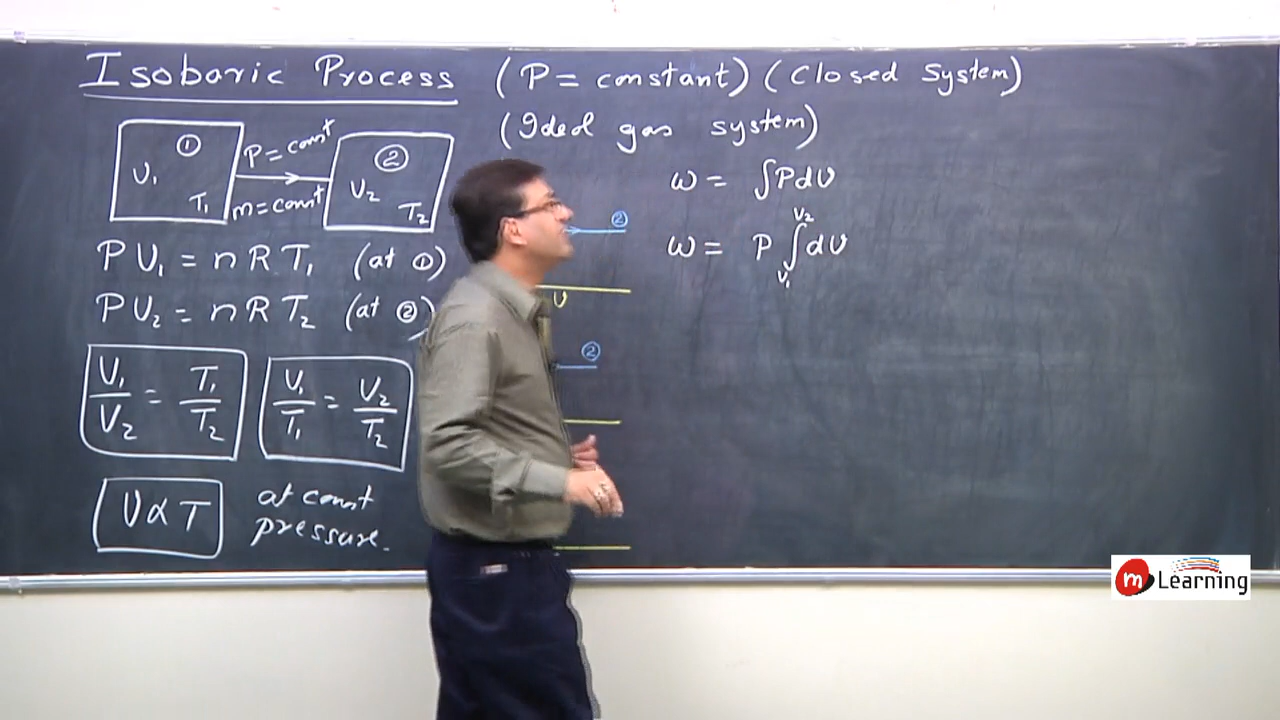 Isobaric Process (P = constant) (Closed System)
(Ideal gas system)
① V₁ T₁
P = const
m = const
② V₂ T₂
PV₁ = nRT₁ (at ①)
PV₂ = nRT₂ (at ②)
V₁/V₂ = T₁/T₂
V₁/T₁ = V₂/T₂
V ∝ T
at const
pressure.
②
V
②
W = ∫PdV
W = P ∫_{V₁}^{V₂} dV
m Learning